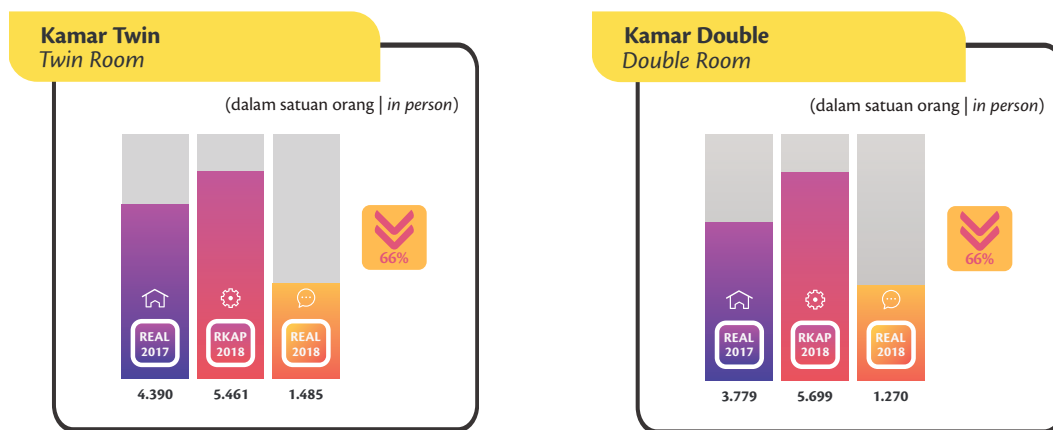 Kamar Twin
Twin Room
(dalam satuan orang | in person)
66%
REAL
2017
RKAP
2018
REAL
2018
4.390
5.461
1.485
Kamar Double
Double Room
(dalam satuan orang | in person)
66%
REAL
2017
RKAP
2018
REAL
2018
3.779
5.699
1.270